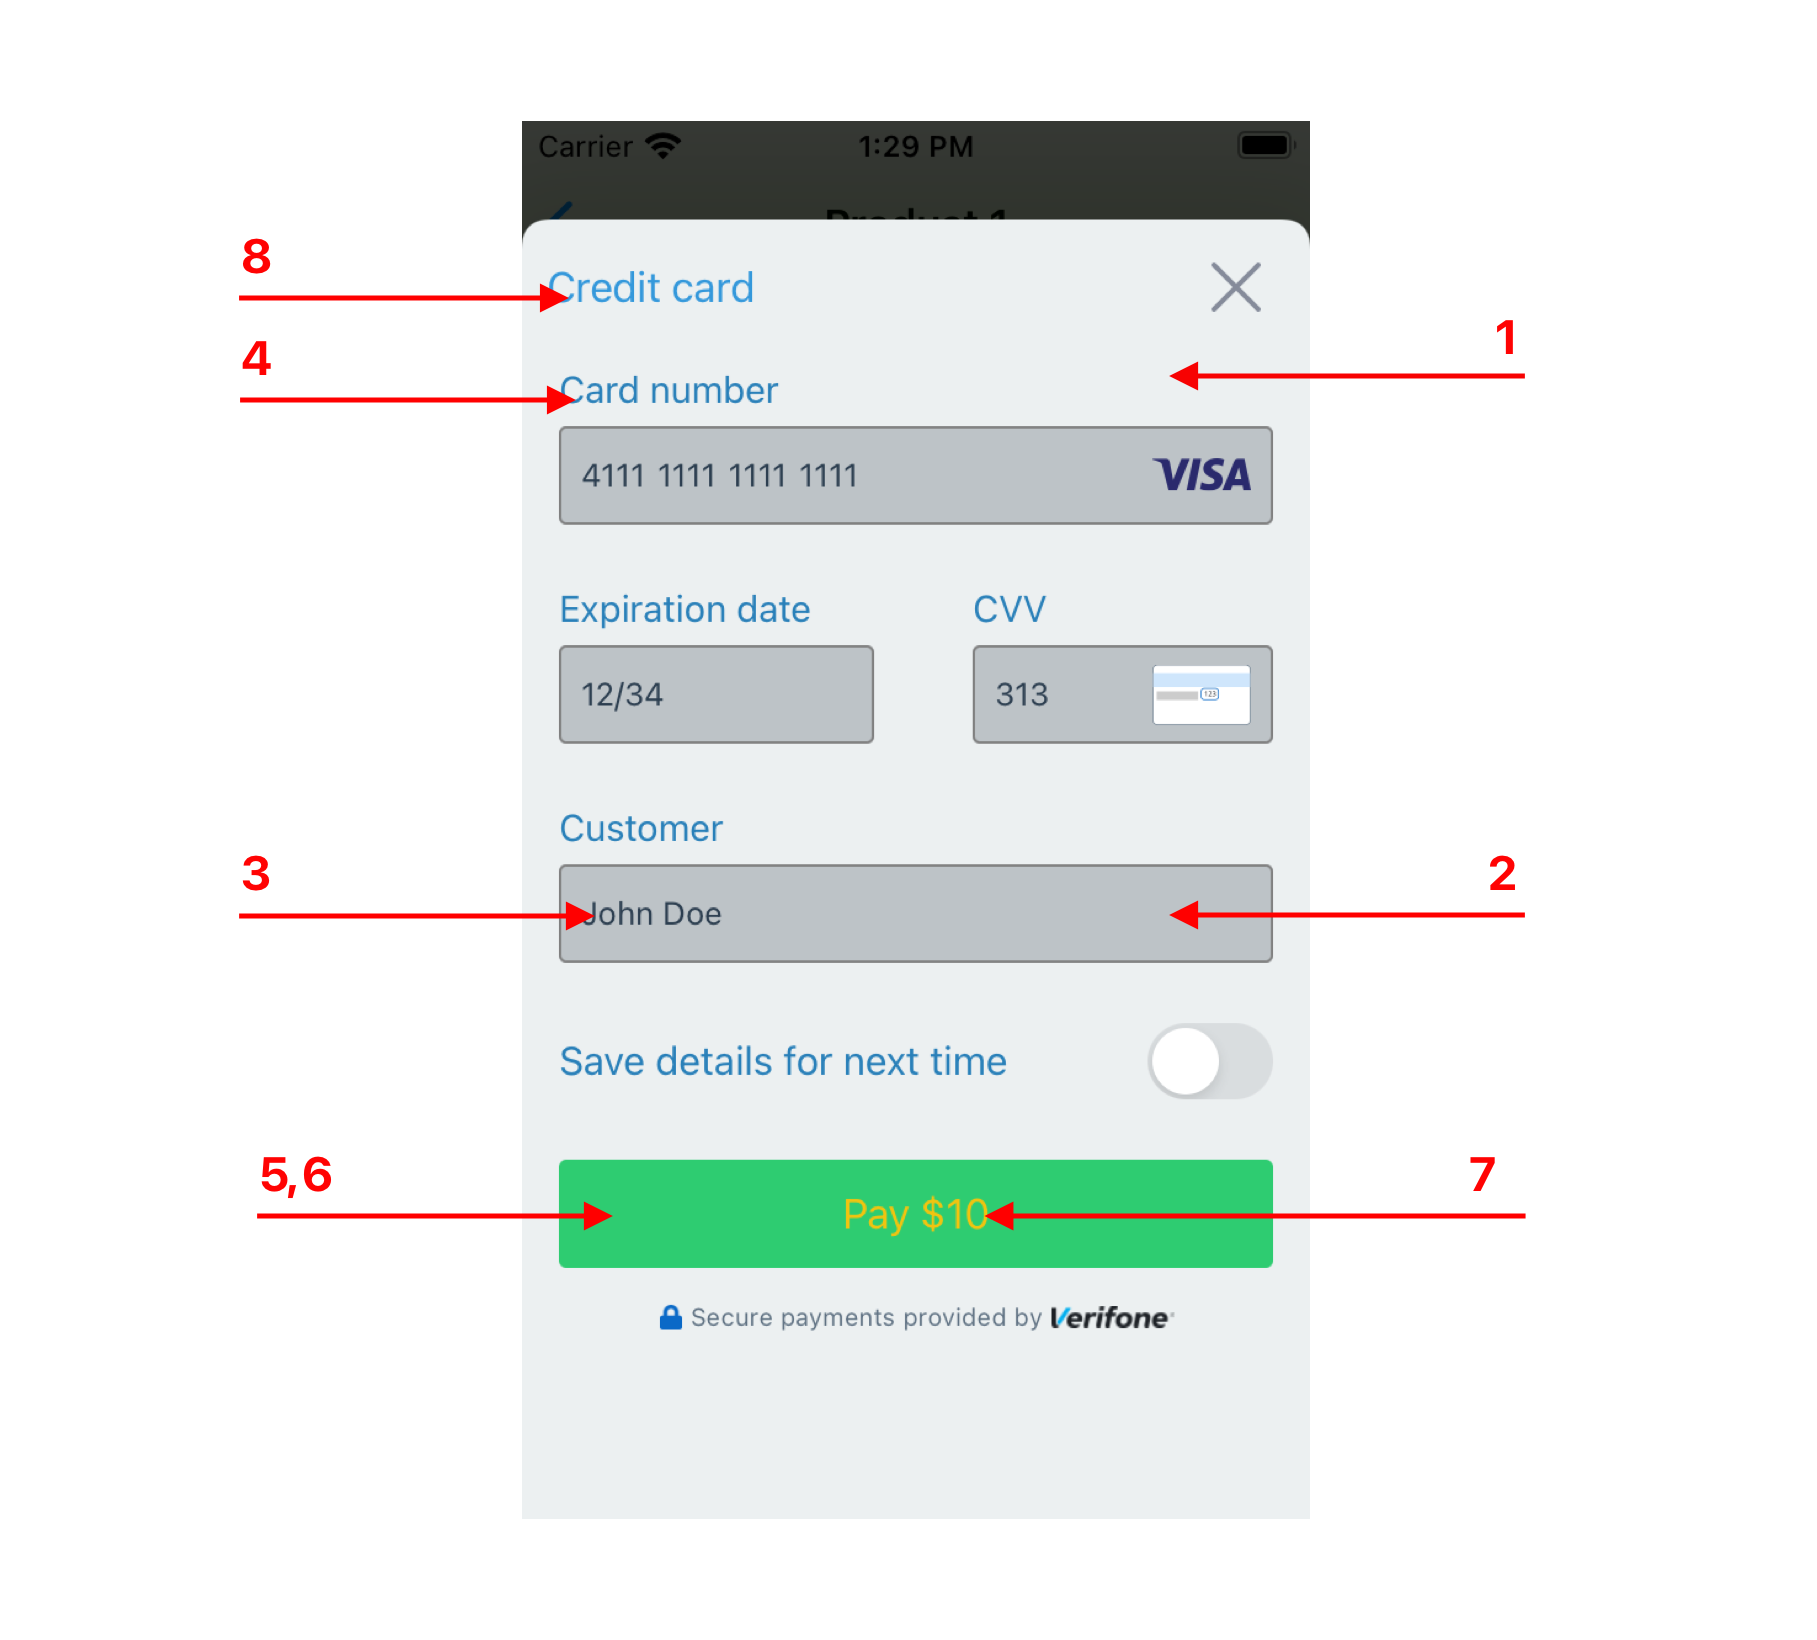 Carrier 1:29 PM
Product 1
8
Credit card
1
4
Card number
4111 1111 1111 1111 VISA
Expiration date CVV
12/34 313 123
Customer
3 2
John Doe
Save details for next time
5,6 7
Pay $10
Secure payments provided by Verifone